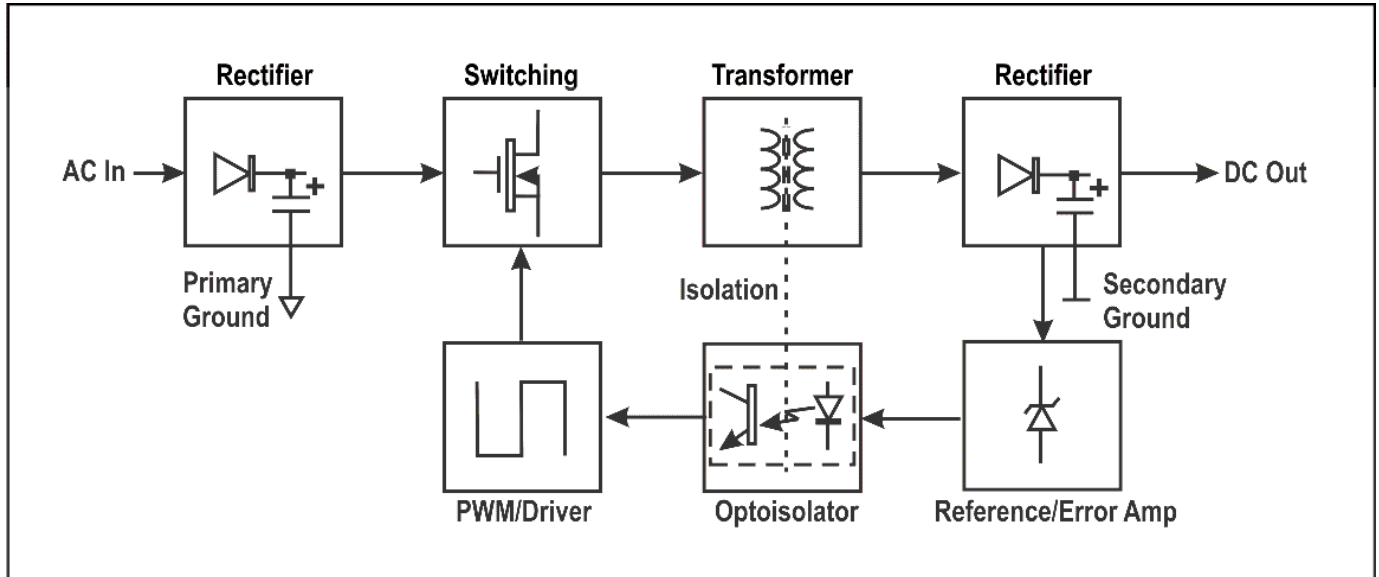 Rectifier
Switching
Transformer
Rectifier
AC In
+
+
DC Out
Primary
Ground
Isolation
Secondary
Ground
PWM/Driver
Optoisolator
Reference/Error Amp